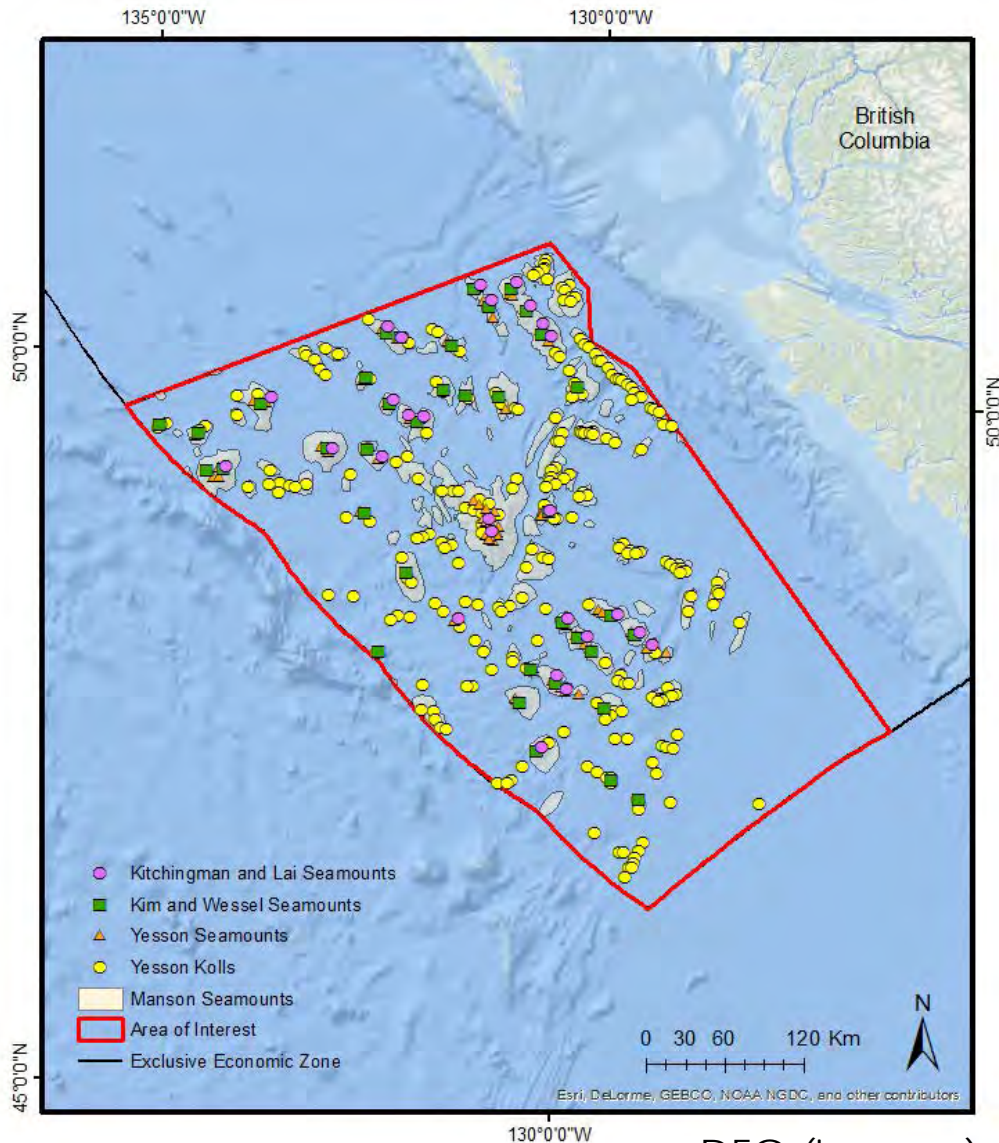 135°0'0"W
130°0'0"W
British
Columbia
50°0'0"N
50°0'0"N
Kitchingman and Lai Seamounts
Kim and Wessel Seamounts
Yesson Seamounts
Yesson Kolls
Manson Seamounts
Area of Interest
Exclusive Economic Zone
0 30 60 120 Km
N
Esri, DeLorme, GEBCO, NOAA NGDC, and other contributors
45°0'0"N
130°0'0"W